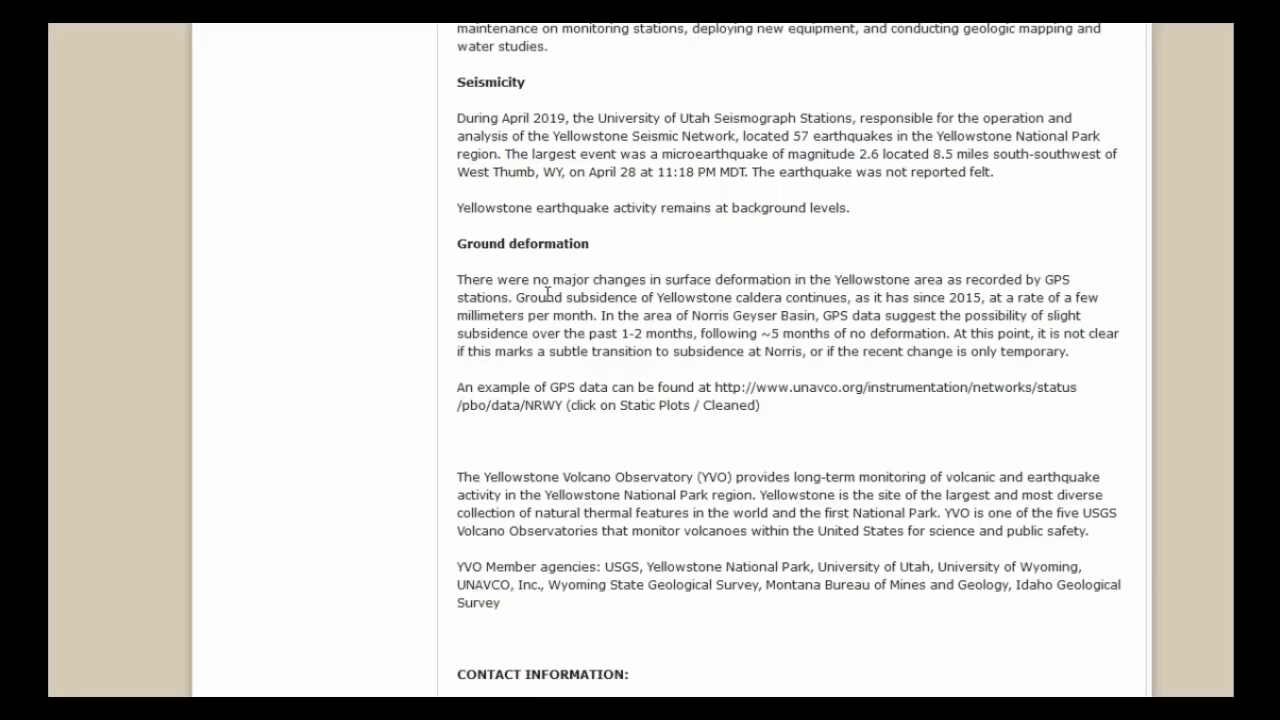 maintenance on monitoring stations, deploying new equipment, and conducting geologic mapping and
water studies.
Seismicity
During April 2019, the University of Utah Seismograph Stations, responsible for the operation and
analysis of the Yellowstone Seismic Network, located 57 earthquakes in the Yellowstone National Park
region. The largest event was a microearthquake of magnitude 2.6 located 8.5 miles south-southwest of
West Thumb, WY, on April 28 at 11:18 PM MDT. The earthquake was not reported felt.
Yellowstone earthquake activity remains at background levels.
Ground deformation
There were no major changes in surface deformation in the Yellowstone area as recorded by GPS
stations. Ground subsidence of Yellowstone caldera continues, as it has since 2015, at a rate of a few
millimeters per month. In the area of Norris Geyser Basin, GPS data suggest the possibility of slight
subsidence over the past 1-2 months, following ~5 months of no deformation. At this point, it is not clear
if this marks a subtle transition to subsidence at Norris, or if the recent change is only temporary.
An example of GPS data can be found at http://www.unavco.org/instrumentation/networks/status
/pbo/data/NRWY (click on Static Plots / Cleaned)
The Yellowstone Volcano Observatory (YVO) provides long-term monitoring of volcanic and earthquake
activity in the Yellowstone National Park region. Yellowstone is the site of the largest and most diverse
collection of natural thermal features in the world and the first National Park. YVO is one of the five USGS
Volcano Observatories that monitor volcanoes within the United States for science and public safety.
YVO Member agencies: USGS, Yellowstone National Park, University of Utah, University of Wyoming,
UNAVCO, Inc., Wyoming State Geological Survey, Montana Bureau of Mines and Geology, Idaho Geological
Survey
CONTACT INFORMATION: